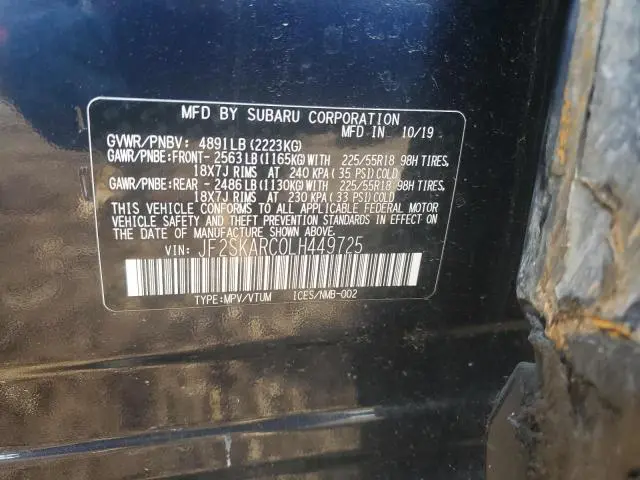 MFD BY SUBARU CORPORATION
MFD IN 10/19
GVWR/PNBV: 4891LB (2223KG)
GAWR/PNBE:FRONT- 2563LB(1165KG)WITH 225/55R18 98H TIRES,
18X7J RIMS AT 240 KPA( 35 PSI)COLD
GAWR/PNBE:REAR - 2486LB(1130KG)WITH 225/55R18 98H TIRES,
18X7J RIMS AT 230 KPA( 33 PSI)COLD
THIS VEHICLE CONFORMS TO ALL APPLICABLE FEDERAL MOTOR
VEHICLE SAFETY AND THEFT PREVENTION STANDARDS IN EFFECT ON
THE DATE OF MANUFACTURE SHOWN ABOVE.
VIN: JF2SKARC0LH449725
TYPE:MPV/VTUM ICES/NMB-002